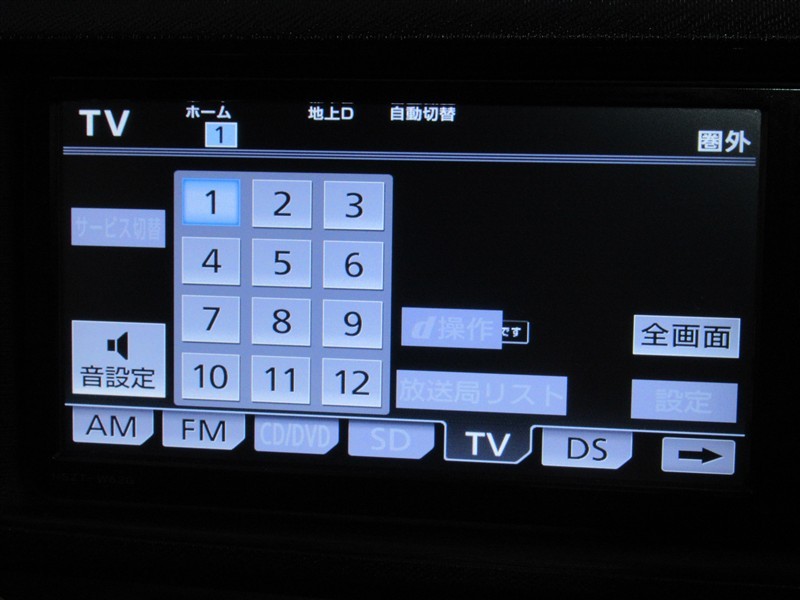 TV
ホーム
地上D
自動切替
1
圏外
サービス切替
1 2 3
4 5 6
7 8 9
10 11 12
d操作
です
全画面
音設定
放送局リスト
設定
AM FM CD/DVD SD TV DS →